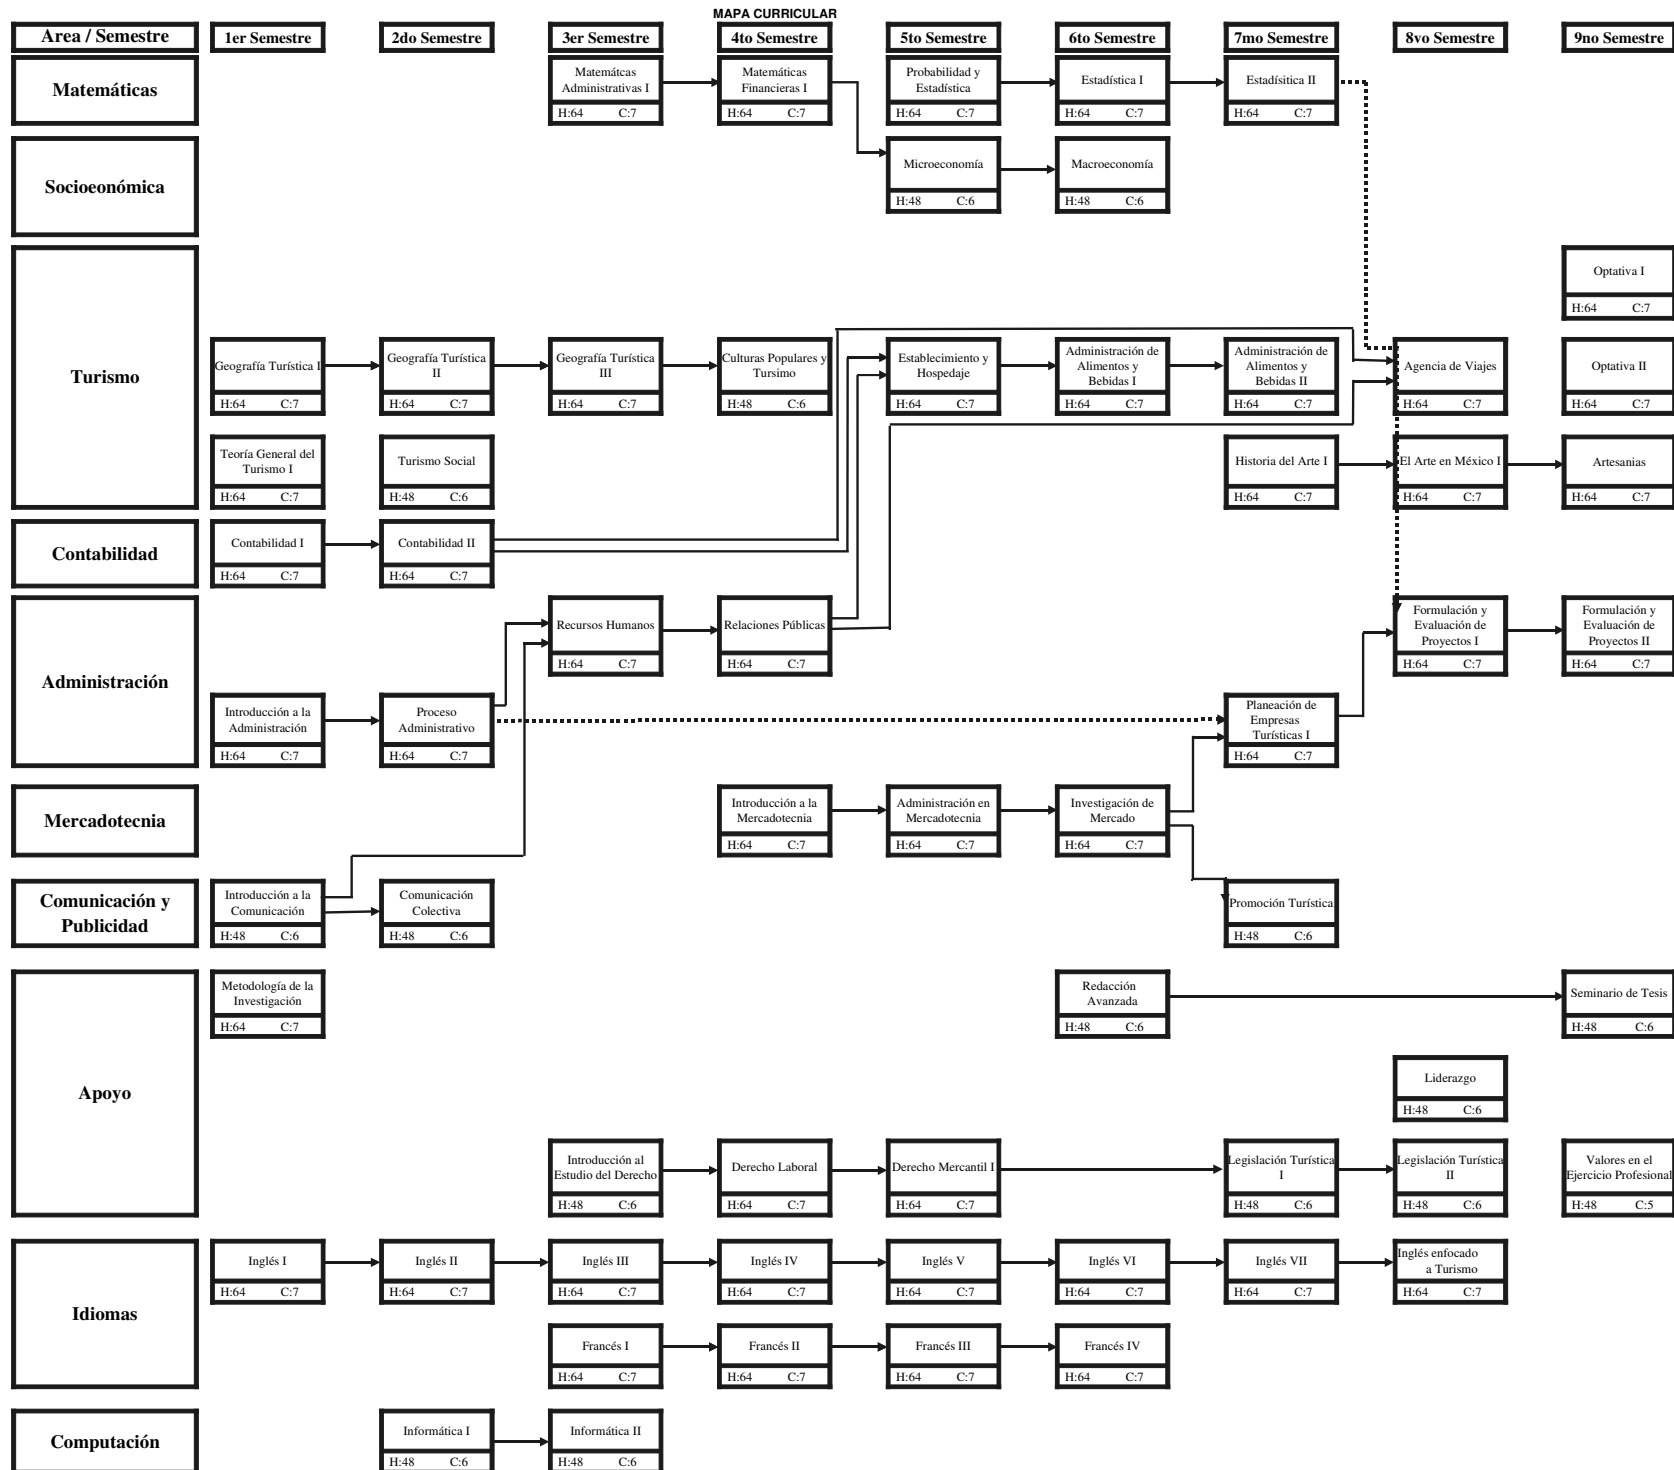 MAPA CURRICULAR
Area / Semestre 1er Semestre 2do Semestre 3er Semestre 4to Semestre 5to Semestre 6to Semestre 7mo Semestre 8vo Semestre 9no Semestre
Matemáticas
Matemátcas
Administrativas I
H:64 C:7
Matemáticas
Financieras I
H:64 C:7
Probabilidad y
Estadística
H:64 C:7
Estadística I
H:64 C:7
Estadísitica II
H:64 C:7
Socioeconómica
Microeconomía
H:48 C:6
Macroeconomía
H:48 C:6
Turismo
Optativa I
H:64 C:7
Geografía Turística I
H:64 C:7
Geografía Turística
II
H:64 C:7
Geografía Turística
III
H:64 C:7
Culturas Populares y
Tursimo
H:48 C:6
Establecimiento y
Hospedaje
H:64 C:7
Administración de
Alimentos y
Bebidas I
H:64 C:7
Administración de
Alimentos y
Bebidas II
H:64 C:7
Agencia de Viajes
H:64 C:7
Optativa II
H:64 C:7
Teoría General del
Turismo I
H:64 C:7
Turismo Social
H:48 C:6
Historia del Arte I
H:64 C:7
El Arte en México I
H:64 C:7
Artesanias
H:64 C:7
Contabilidad
Contabilidad I
H:64 C:7
Contabilidad II
H:64 C:7
Administración
Recursos Humanos
H:64 C:7
Relaciones Públicas
H:64 C:7
Formulación y
Evaluación de
Proyectos I
H:64 C:7
Formulación y
Evaluación de
Proyectos II
H:64 C:7
Introducción a la
Administración
H:64 C:7
Proceso
Administrativo
H:64 C:7
Planeación de
Empresas
Turísticas I
H:64 C:7
Mercadotecnia
Introducción a la
Mercadotecnia
H:64 C:7
Administración en
Mercadotecnia
H:64 C:7
Investigación de
Mercado
H:64 C:7
Comunicación y
Publicidad
Introducción a la
Comunicación
H:48 C:6
Comunicación
Colectiva
H:48 C:6
Promoción Turística
H:48 C:6
Apoyo
Metodología de la
Investigación
H:64 C:7
Redacción
Avanzada
H:48 C:6
Seminario de Tesis
H:48 C:6
Liderazgo
H:48 C:6
Introducción al
Estudio del Derecho
H:48 C:6
Derecho Laboral
H:64 C:7
Derecho Mercantil I
H:64 C:7
Legislación Turística
I
H:48 C:6
Legislación Turística
II
H:48 C:6
Valores en el
Ejercicio Profesional
H:48 C:5
Idiomas
Inglés I
H:64 C:7
Inglés II
H:64 C:7
Inglés III
H:64 C:7
Inglés IV
H:64 C:7
Inglés V
H:64 C:7
Inglés VI
H:64 C:7
Inglés VII
H:64 C:7
Inglés enfocado
a Turismo
H:64 C:7
Francés I
H:64 C:7
Francés II
H:64 C:7
Francés III
H:64 C:7
Francés IV
H:64 C:7
Computación
Informática I
H:48 C:6
Informática II
H:48 C:6